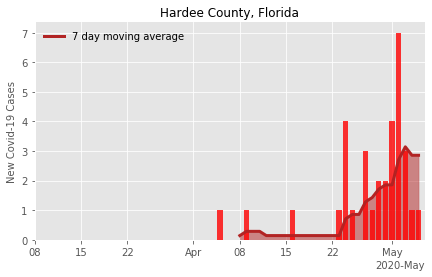 Hardee County, Florida
7 day moving average
New Covid-19 Cases
7
6
5
4
3
2
1
0
08 15 22 Apr 08 15 22 May
2020-May